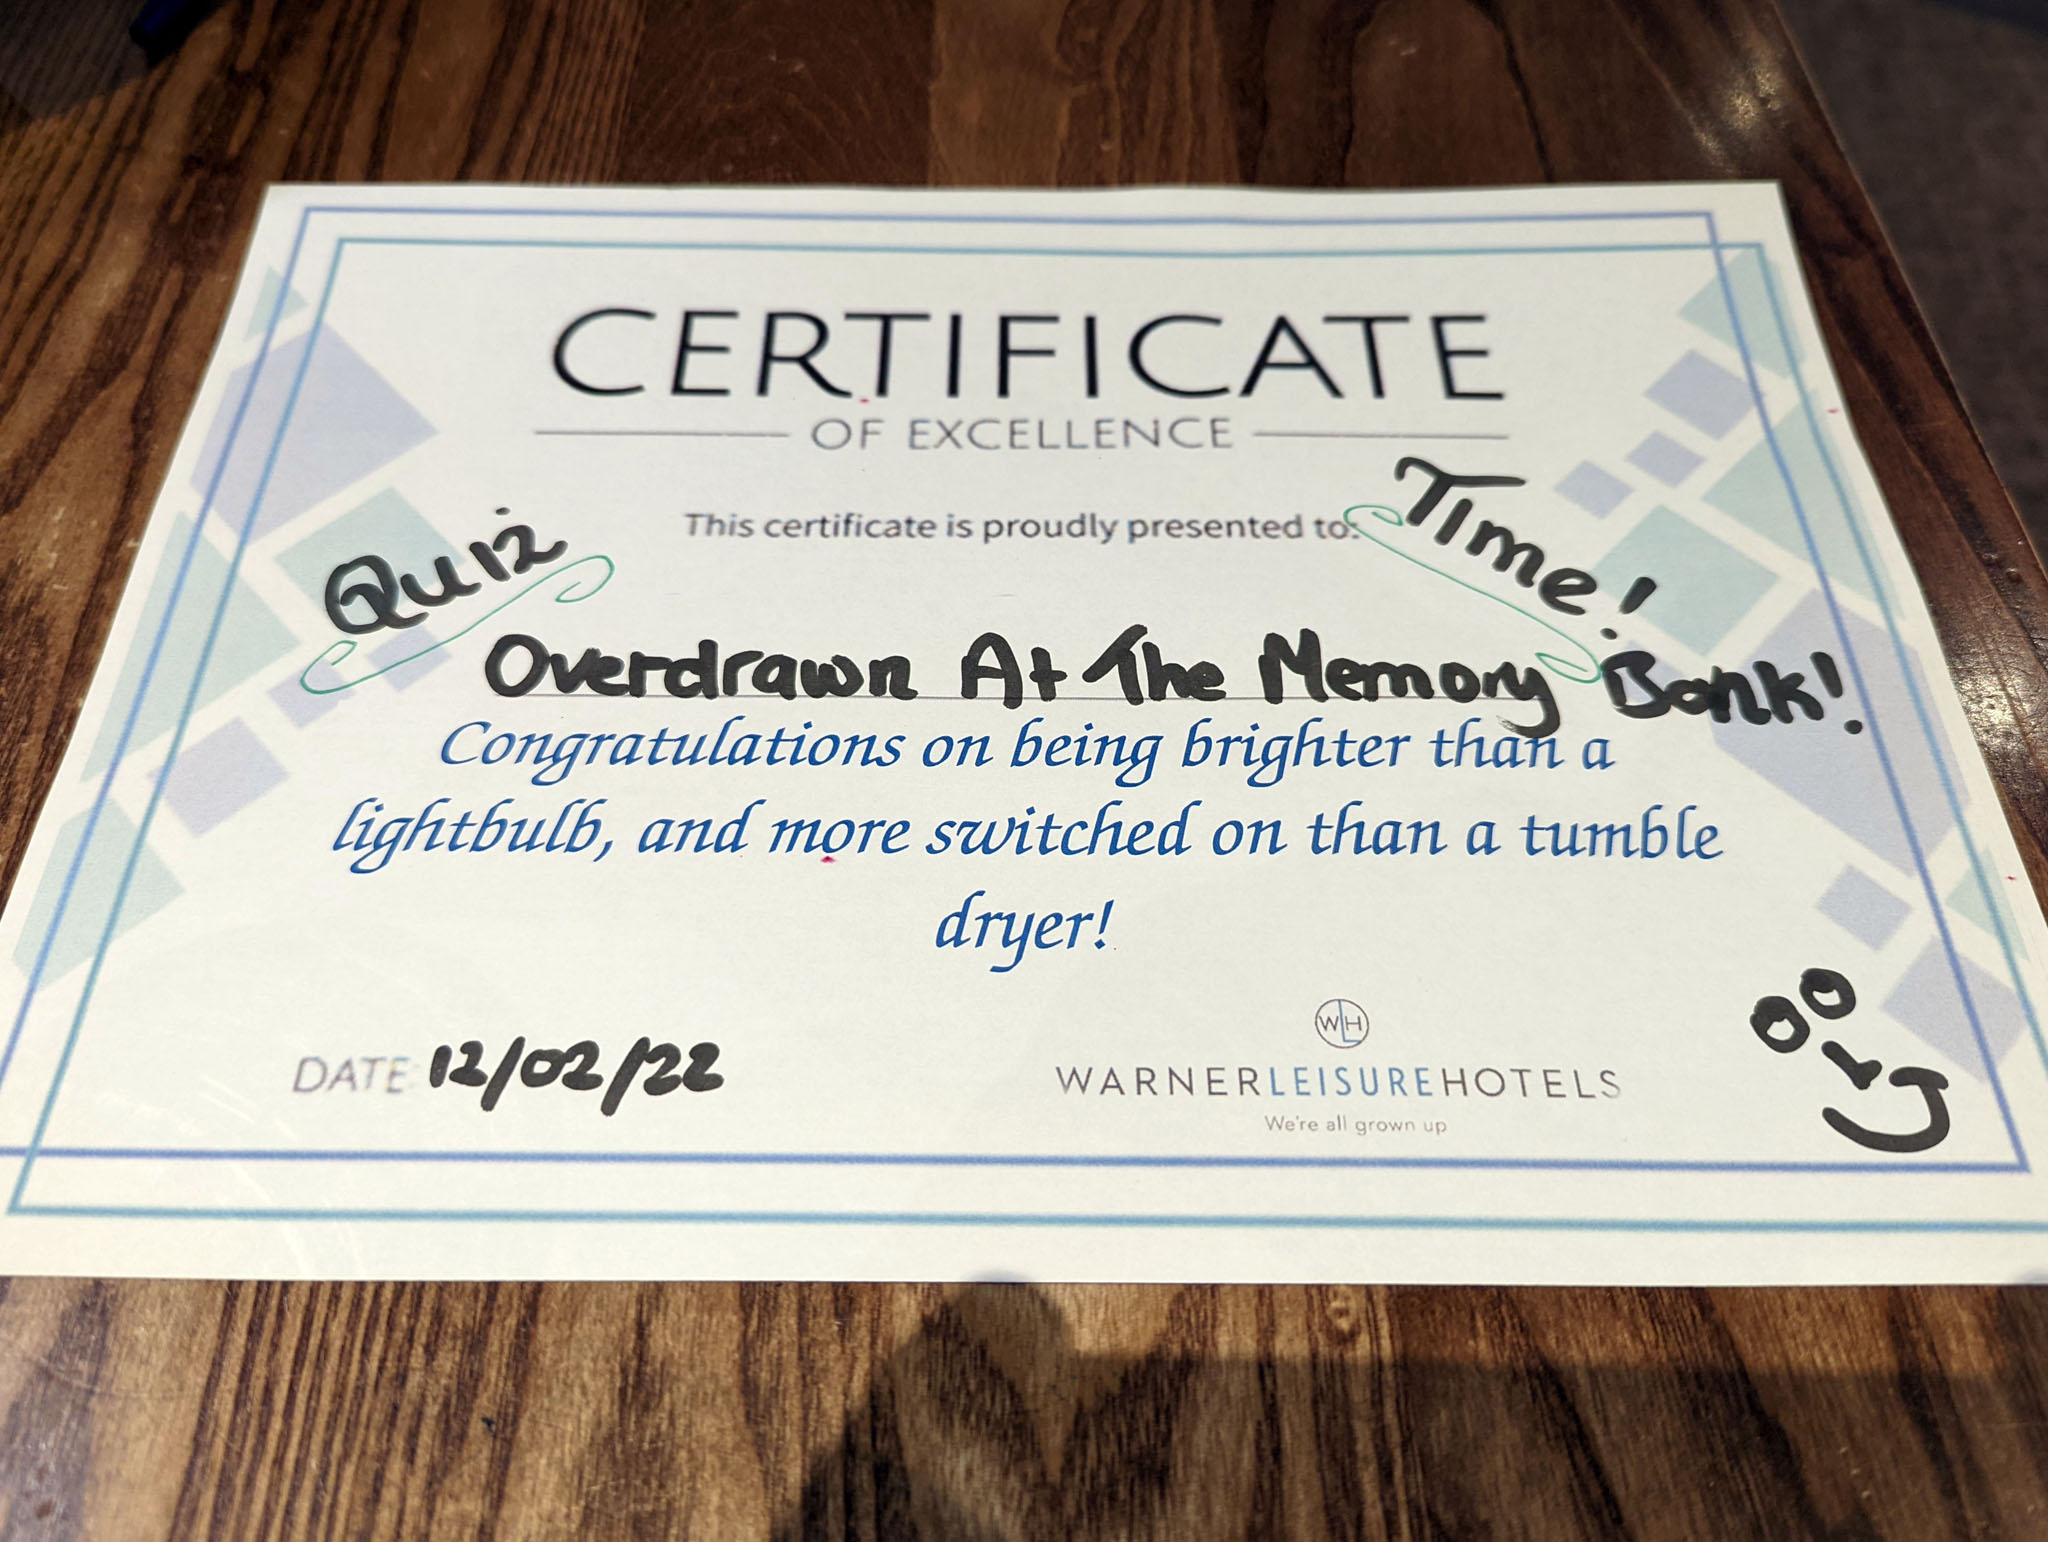 CERTIFICATE
OF EXCELLENCE
This certificate is proudly presented to:
Quiz Time!
Overdrawn At The Memory Bank!
Congratulations on being brighter than a
lightbulb, and more switched on than a tumble
dryer!
DATE 12/02/22
WLH
WARNERLEISUREHOTELS
We're all grown up